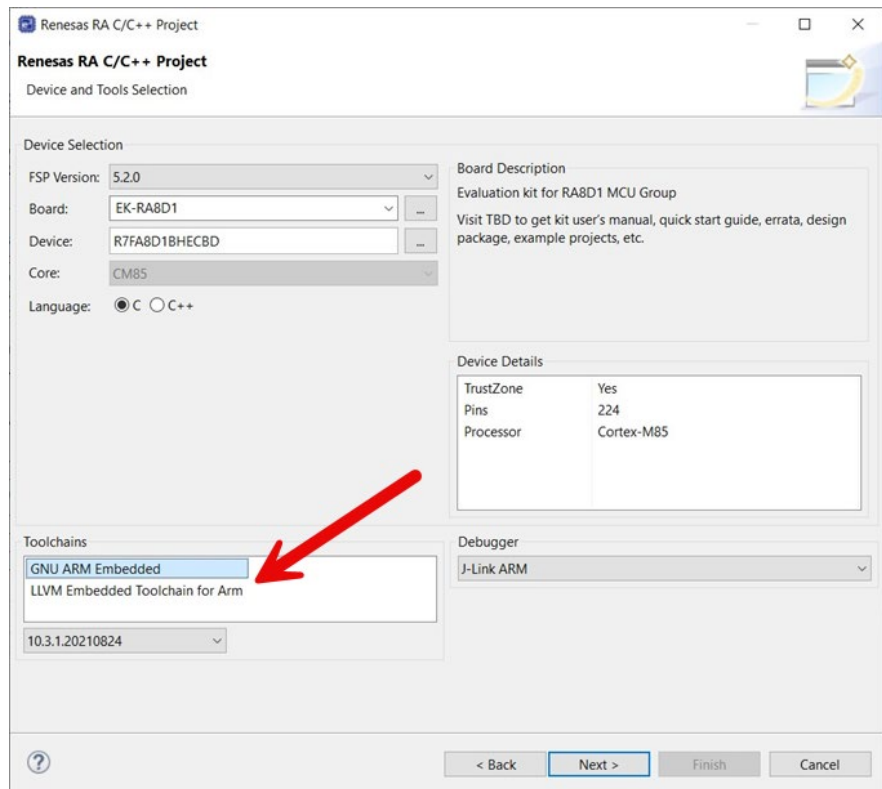 Renesas RA C/C++ Project
Renesas RA C/C++ Project
Device and Tools Selection
Device Selection
FSP Version: 5.2.0
Board: EK-RA8D1 ...
Device: R7FA8D1BHECBD ...
Core: CM85
Language: C C++
Board Description
Evaluation kit for RA8D1 MCU Group
Visit TBD to get kit user's manual, quick start guide, errata, design
package, example projects, etc.
Device Details
TrustZone Yes
Pins 224
Processor Cortex-M85
Toolchains
GNU ARM Embedded
LLVM Embedded Toolchain for Arm
10.3.1.20210824
Debugger
J-Link ARM
?
< Back Next > Finish Cancel